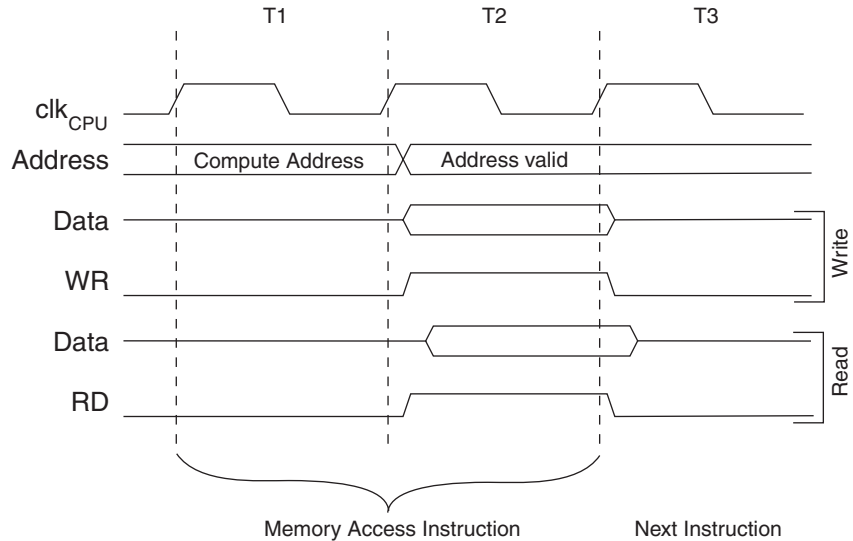 T1 T2 T3
clkCPU
Address Compute Address Address valid
Data
WR
Write
Data
RD
Read
Memory Access Instruction Next Instruction